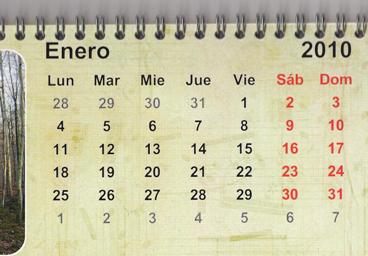 Enero 2010
Lun Mar Mie Jue Vie Sáb Dom
28 29 30 31 1 2 3
4 5 6 7 8 9 10
11 12 13 14 15 16 17
18 19 20 21 22 23 24
25 26 27 28 29 30 31
1 2 3 4 5 6 7